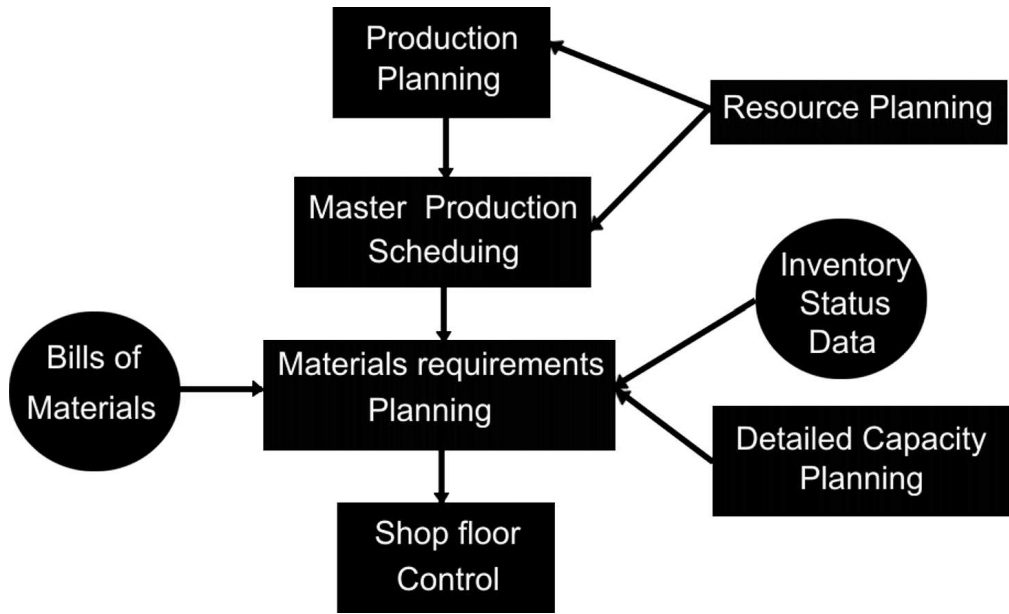 Production
Planning
Resource Planning
Master Production
Scheduing
Inventory
Status
Data
Bills of
Materials
Materials requirements
Planning
Detailed Capacity
Planning
Shop floor
Control